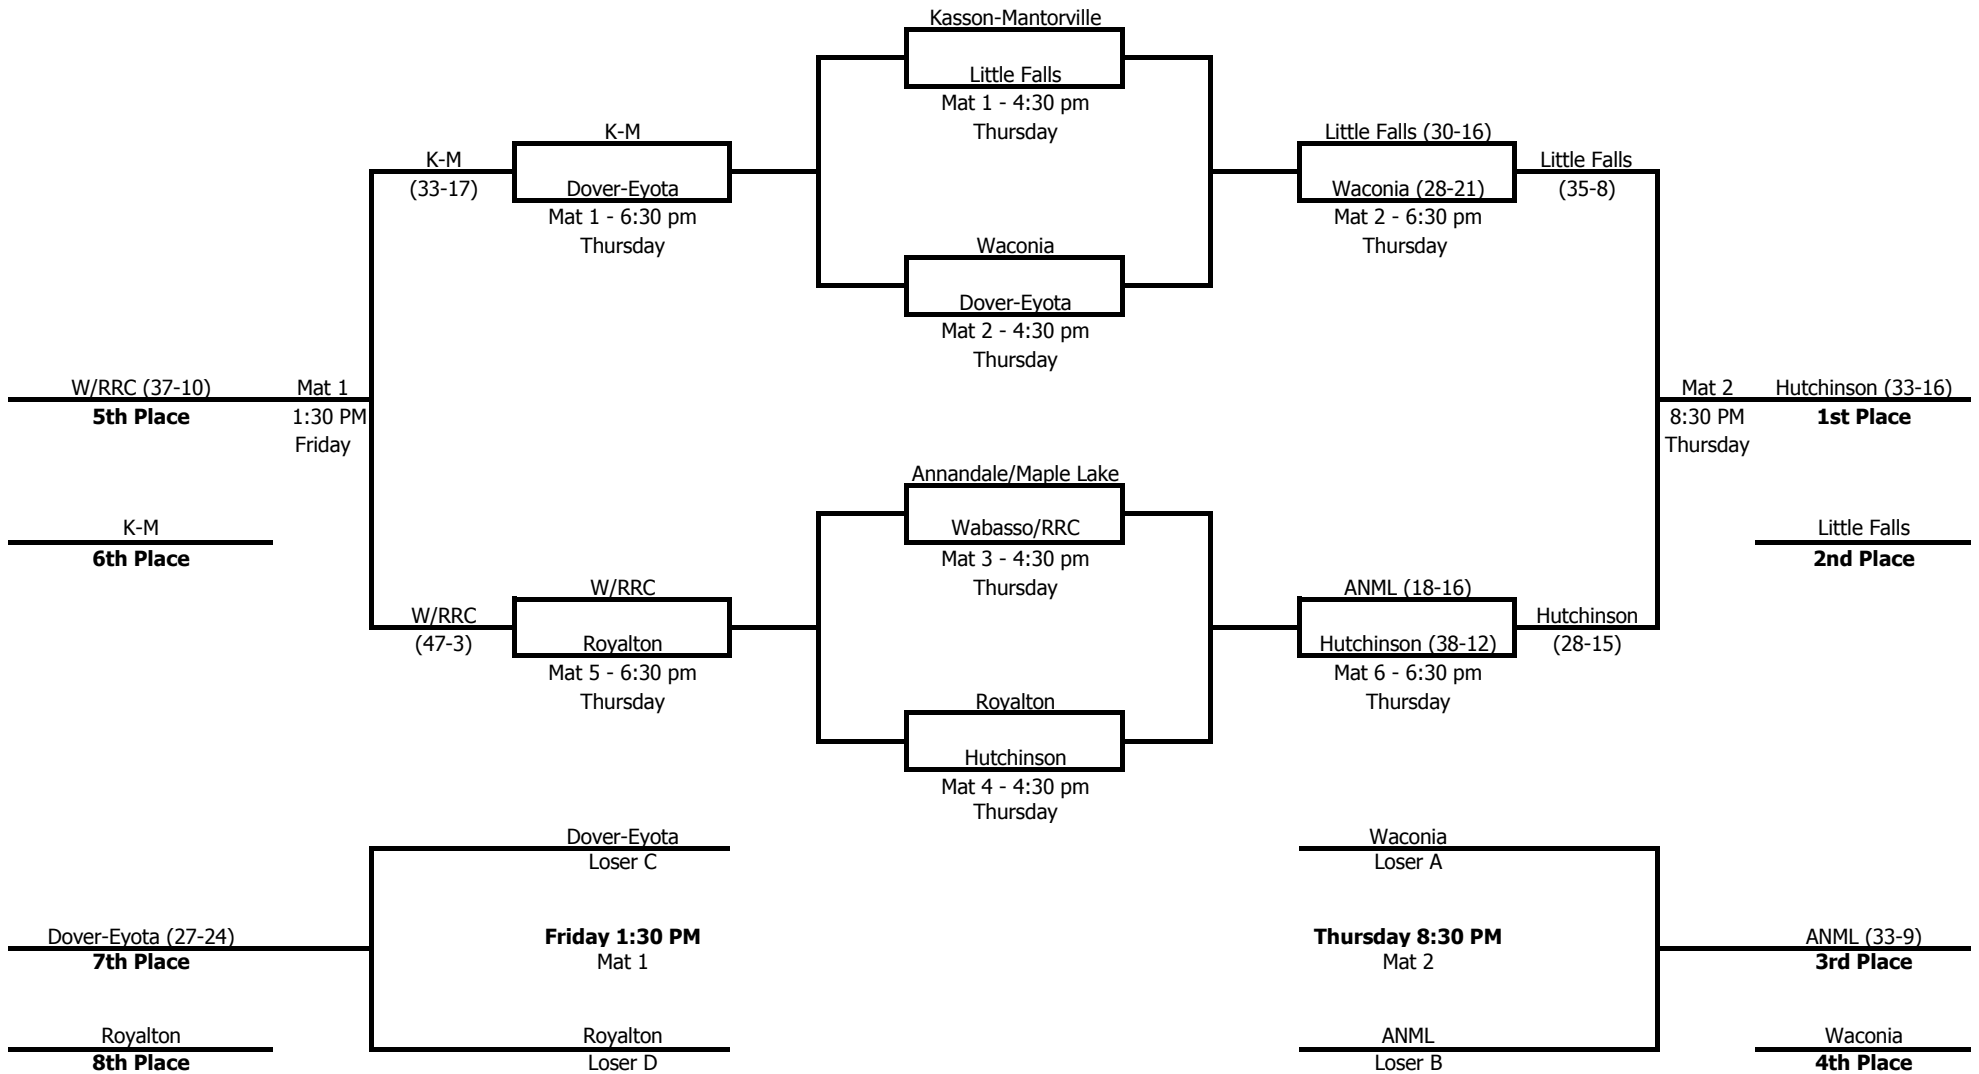 Kasson-Mantorville
Little Falls
Mat 1 - 4:30 pm
Thursday
K-M
Dover-Eyota
Mat 1 - 6:30 pm
Thursday
K-M
(33-17)
Little Falls (30-16)
Waconia (28-21)
Mat 2 - 6:30 pm
Thursday
Little Falls
(35-8)
Waconia
Dover-Eyota
Mat 2 - 4:30 pm
Thursday
W/RRC (37-10)
5th Place
Mat 1
1:30 PM
Friday
Mat 2
8:30 PM
Thursday
Hutchinson (33-16)
1st Place
K-M
6th Place
Annandale/Maple Lake
Wabasso/RRC
Mat 3 - 4:30 pm
Thursday
Little Falls
2nd Place
W/RRC
(47-3)
W/RRC
Royalton
Mat 5 - 6:30 pm
Thursday
ANML (18-16)
Hutchinson (38-12)
Mat 6 - 6:30 pm
Thursday
Hutchinson
(28-15)
Royalton
Hutchinson
Mat 4 - 4:30 pm
Thursday
Dover-Eyota
Loser C
Waconia
Loser A
Dover-Eyota (27-24)
7th Place
Friday 1:30 PM
Mat 1
Thursday 8:30 PM
Mat 2
ANML (33-9)
3rd Place
Royalton
8th Place
Royalton
Loser D
ANML
Loser B
Waconia
4th Place